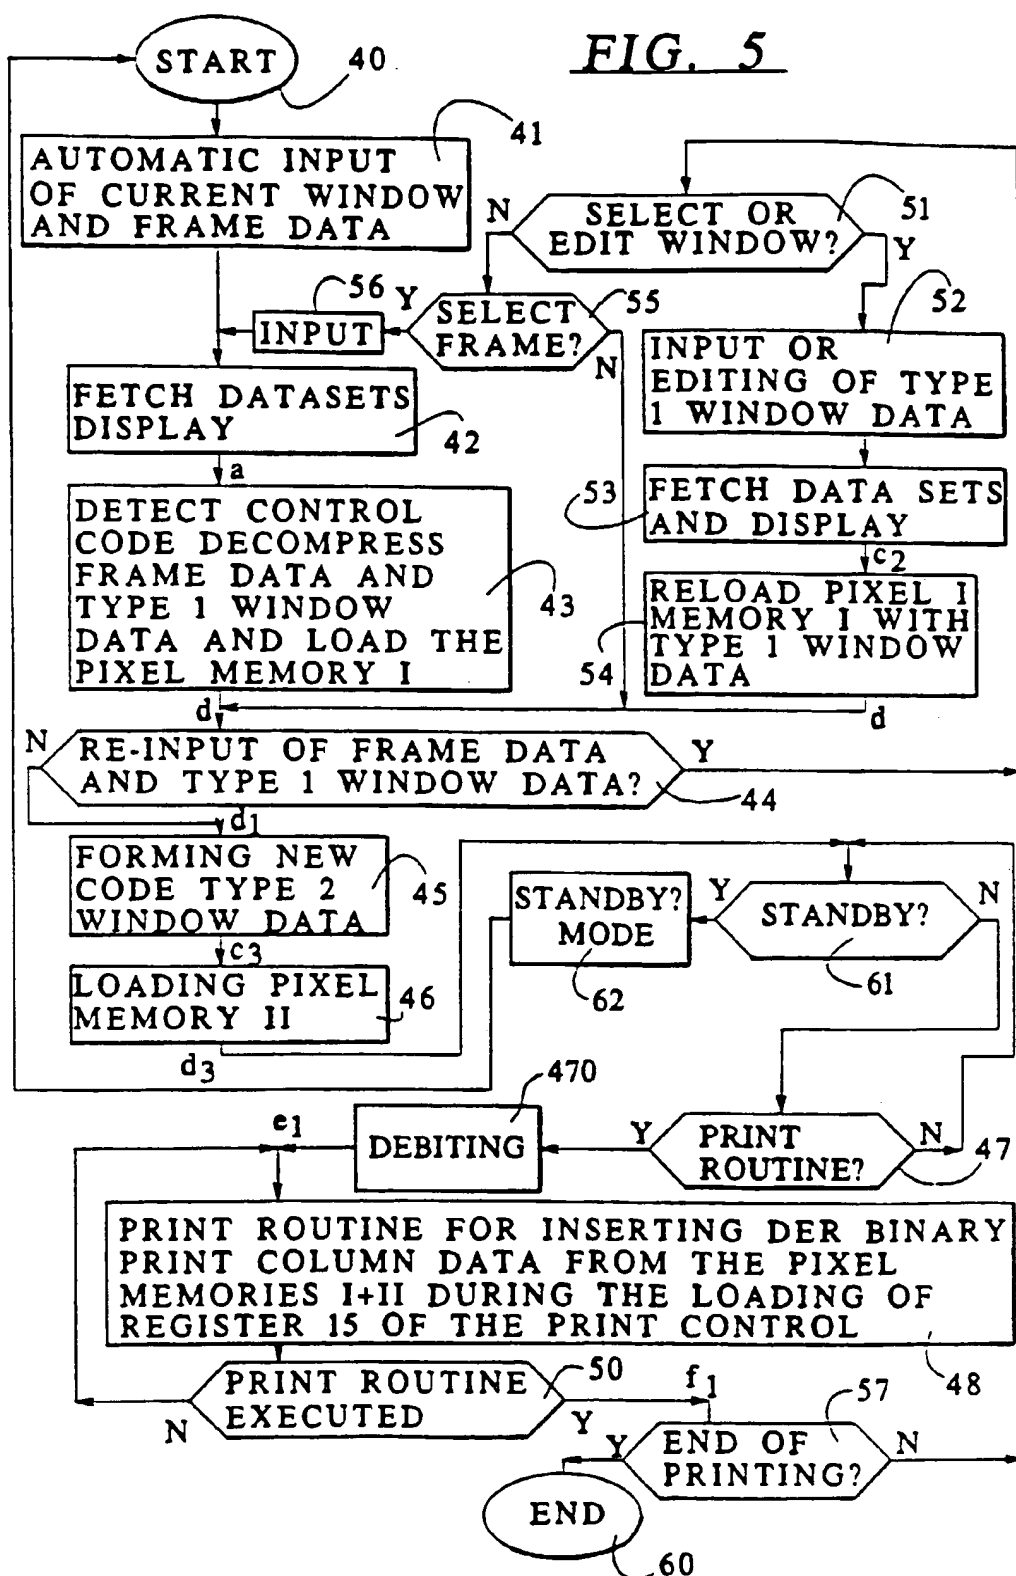 FIG. 5
START
40
41
AUTOMATIC INPUT
OF CURRENT WINDOW
AND FRAME DATA
N
SELECT OR
EDIT WINDOW?
51
Y
56
INPUT
Y
SELECT
FRAME?
55
N
52
INPUT OR
EDITING OF TYPE
1 WINDOW DATA
FETCH DATASETS
DISPLAY
42
a
53
FETCH DATA SETS
AND DISPLAY
c2
DETECT CONTROL
CODE DECOMPRESS
FRAME DATA AND
TYPE 1 WINDOW
DATA AND LOAD THE
PIXEL MEMORY I
43
54
RELOAD PIXEL I
MEMORY I WITH
TYPE 1 WINDOW
DATA
d
d
N
RE-INPUT OF FRAME DATA
AND TYPE 1 WINDOW DATA?
Y
44
d1
FORMING NEW
CODE TYPE 2
WINDOW DATA
45
c3
LOADING PIXEL
MEMORY II
46
d3
STANDBY?
MODE
62
Y
STANDBY?
N
61
470
e1
DEBITING
Y
PRINT
ROUTINE?
N
47
PRINT ROUTINE FOR INSERTING DER BINARY
PRINT COLUMN DATA FROM THE PIXEL
MEMORIES I+II DURING THE LOADING OF
REGISTER 15 OF THE PRINT CONTROL
48
PRINT ROUTINE
EXECUTED
50
N
Y
f1
57
Y
END OF
PRINTING?
N
END
60